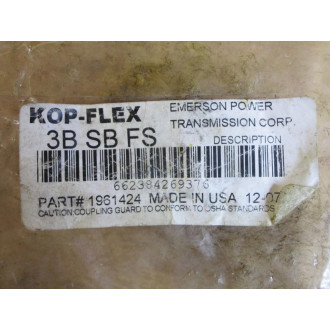 KOP-FLEX
EMERSON POWER
TRANSMISSION CORP.
3B SB FS
DESCRIPTION
662384269376
PART# 1961424 MADE IN USA 12-07
CAUTION COUPLING GUARD TO CONFORM TO OSHA STANDARDS